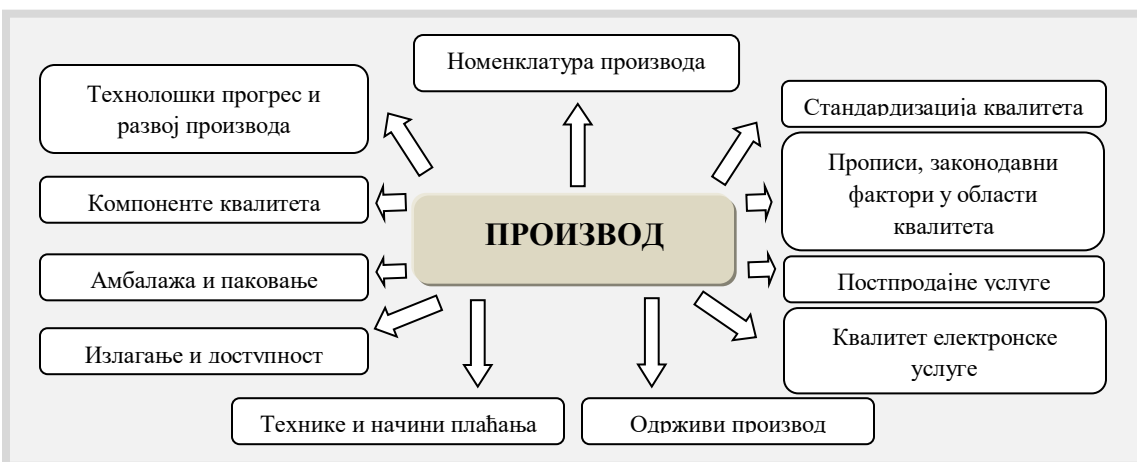 Номенклатура производа
Технолошки прогрес и
развој производа
Стандардизација квалитета
Прописи, законодавни
фактори у области
квалитета
Компоненте квалитета
ПРОИЗВОД
Амбалажа и паковање
Постпродајне услуге
Излагање и доступност
Квалитет електронске
услуге
Технике и начини плаћања
Одрживи производ